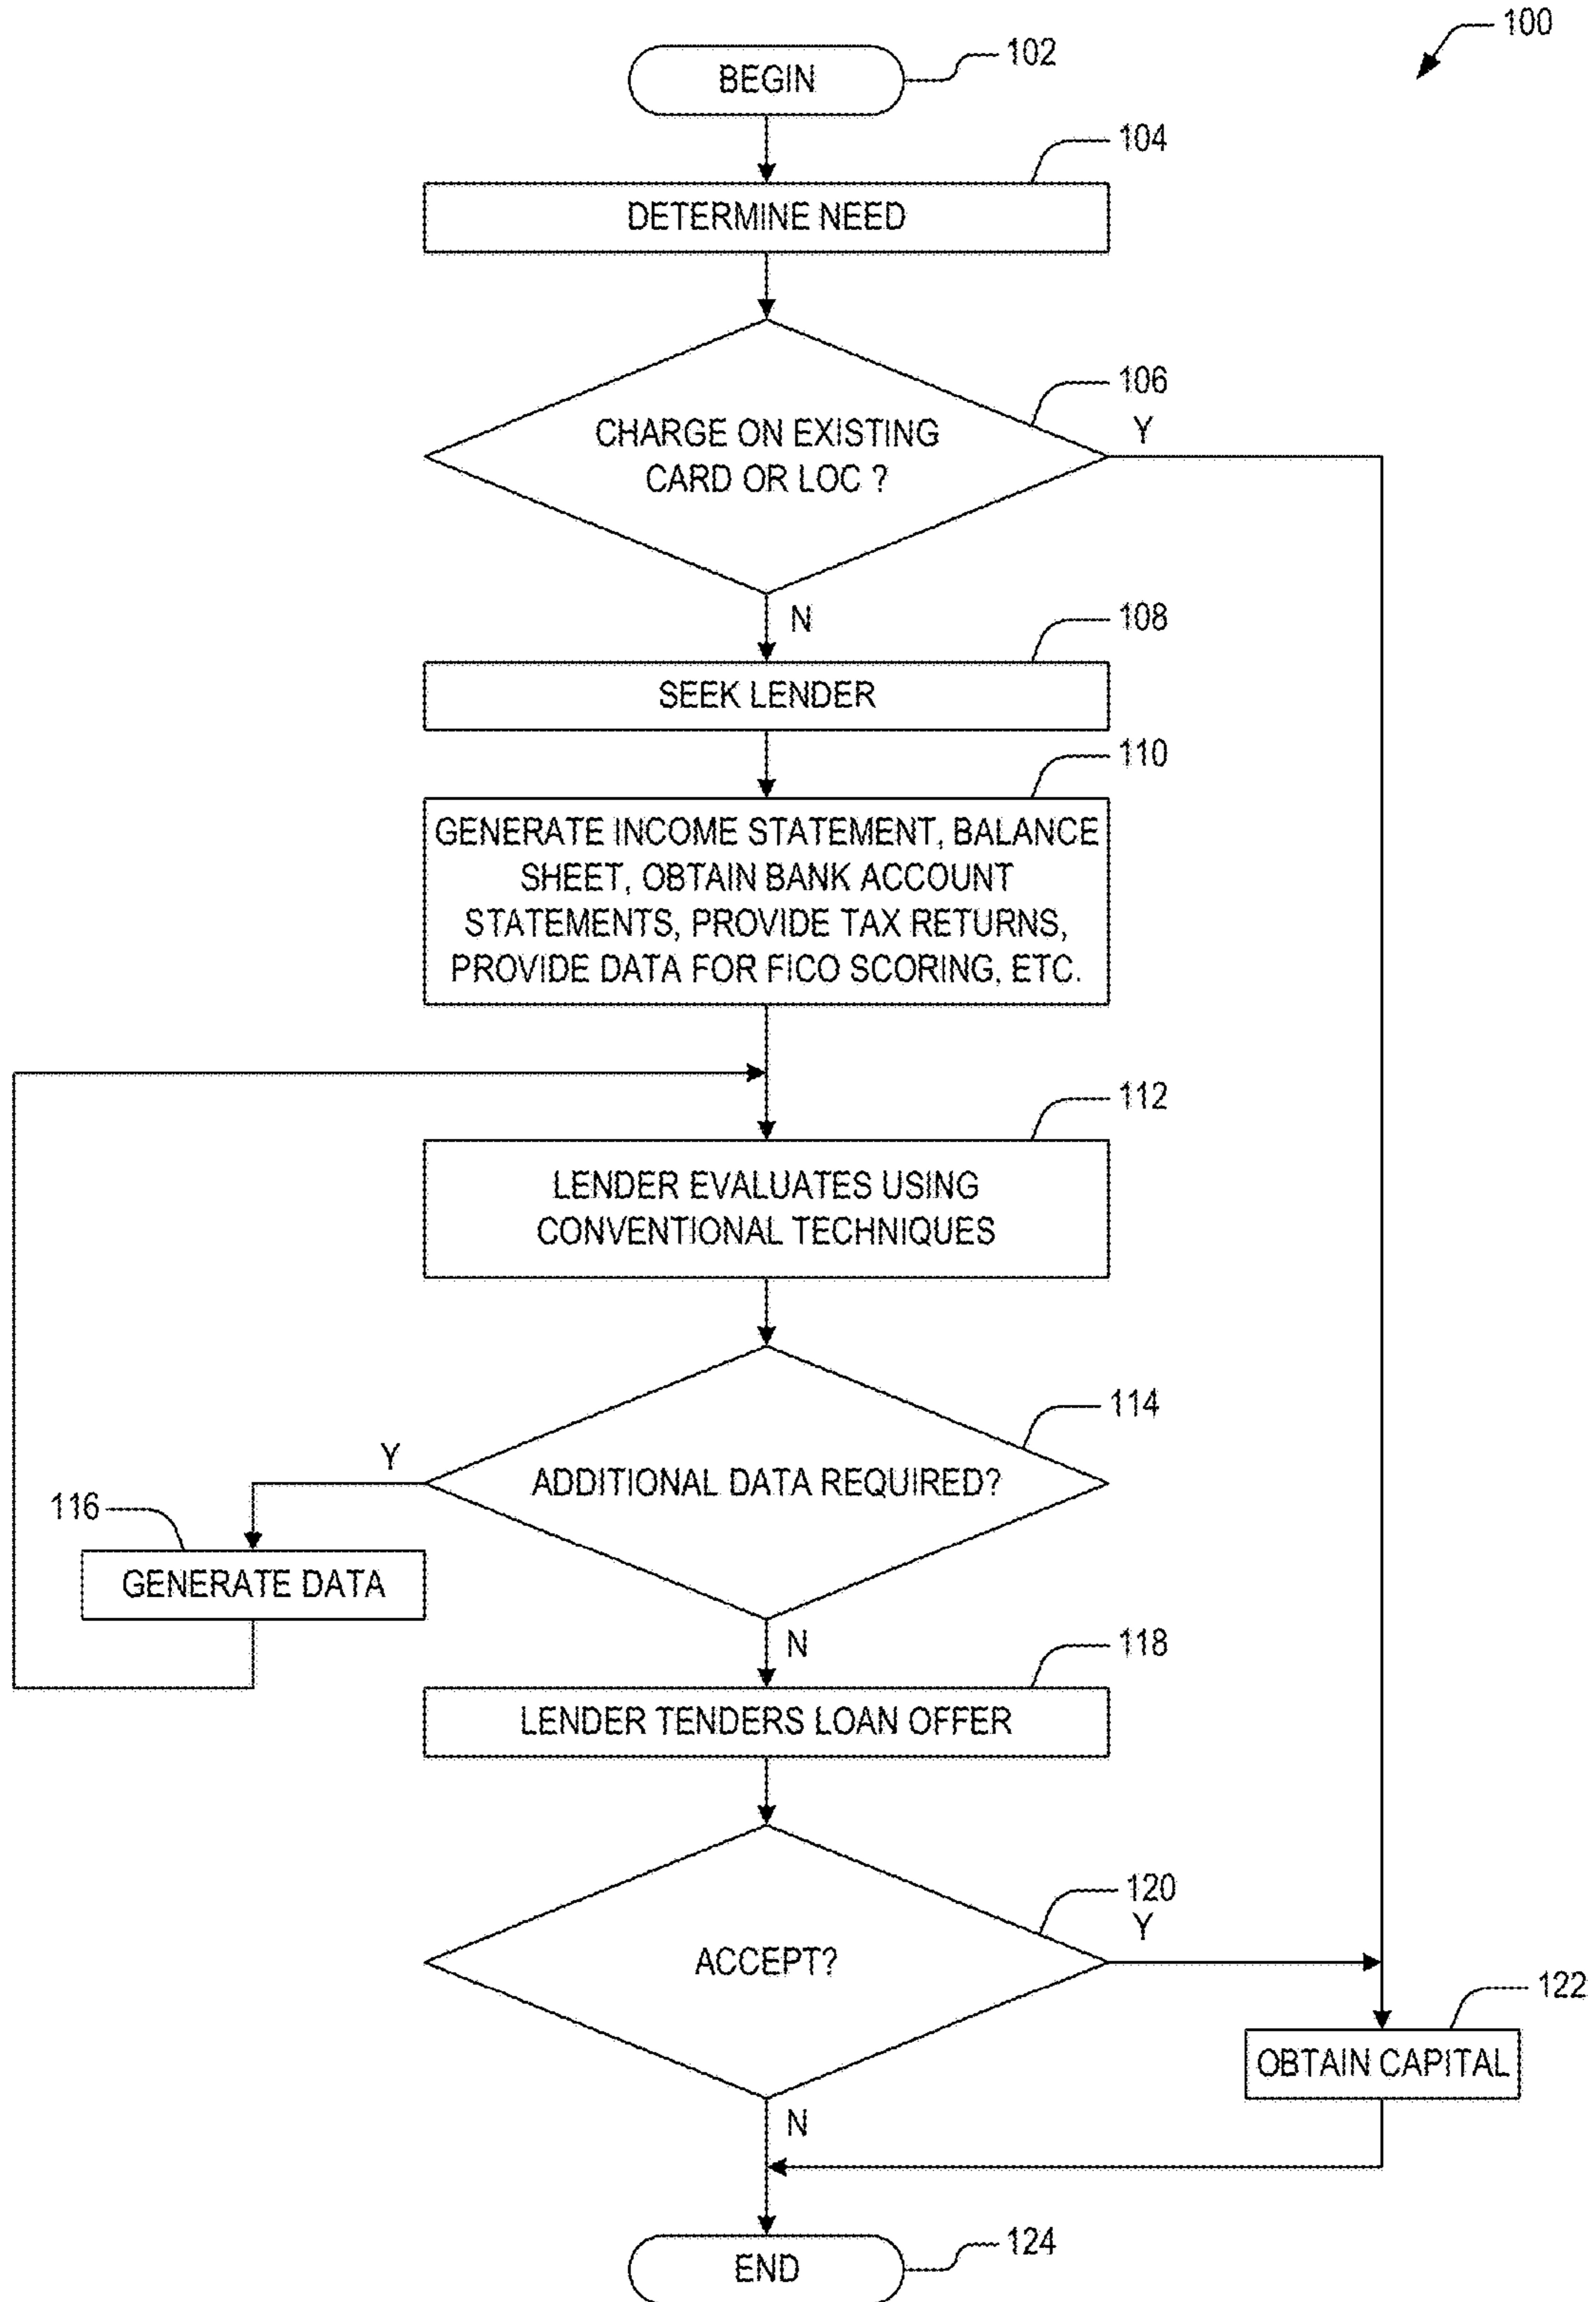 100
BEGIN
102
104
DETERMINE NEED
106
CHARGE ON EXISTING
CARD OR LOC ?
Y
N
108
SEEK LENDER
110
GENERATE INCOME STATEMENT, BALANCE
SHEET, OBTAIN BANK ACCOUNT
STATEMENTS, PROVIDE TAX RETURNS,
PROVIDE DATA FOR FICO SCORING, ETC.
112
LENDER EVALUATES USING
CONVENTIONAL TECHNIQUES
114
Y
ADDITIONAL DATA REQUIRED?
116
GENERATE DATA
N
118
LENDER TENDERS LOAN OFFER
120
Y
ACCEPT?
122
OBTAIN CAPITAL
N
124
END